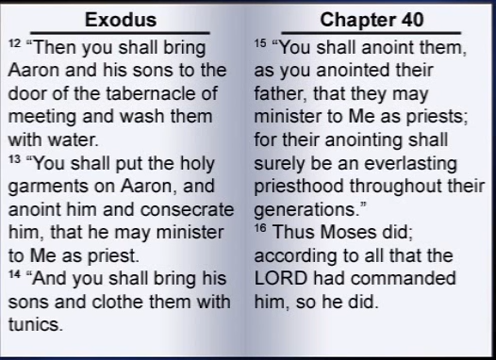 Exodus
12 “Then you shall bring
Aaron and his sons to the
door of the tabernacle of
meeting and wash them
with water.
13 “You shall put the holy
garments on Aaron, and
anoint him and consecrate
him, that he may minister
to Me as priest.
14 “And you shall bring his
sons and clothe them with
tunics.
Chapter 40
15 “You shall anoint them,
as you anointed their
father, that they may
minister to Me as priests;
for their anointing shall
surely be an everlasting
priesthood throughout their
generations.”
16 Thus Moses did;
according to all that the
LORD had commanded
him, so he did.